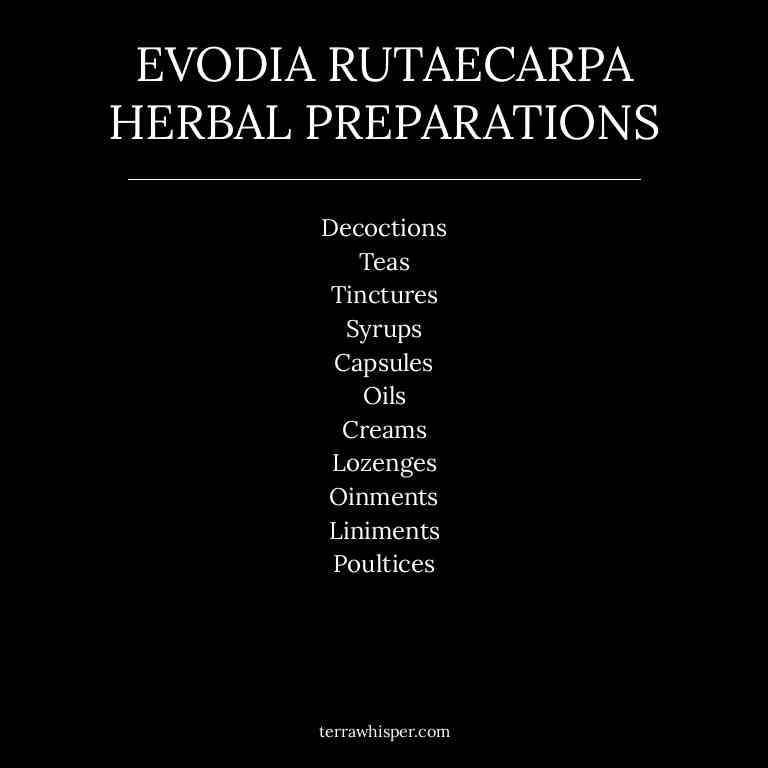 EVODIA RUTAECARPA
HERBAL PREPARATIONS
Decoctions
Teas
Tinctures
Syrups
Capsules
Oils
Creams
Lozenges
Oinments
Liniments
Poultices
terrawhisper.com